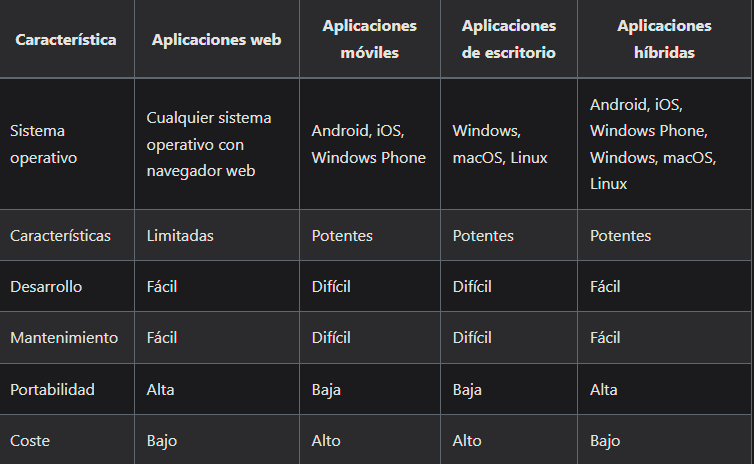 Característica
Aplicaciones web
Aplicaciones
móviles
Aplicaciones
de escritorio
Aplicaciones
híbridas
Sistema
operativo
Cualquier sistema
operativo con
navegador web
Android, iOS,
Windows Phone
Windows,
macOS, Linux
Android, iOS,
Windows Phone,
Windows, macOS,
Linux
Características
Limitadas
Potentes
Potentes
Potentes
Desarrollo
Fácil
Difícil
Difícil
Fácil
Mantenimiento
Fácil
Difícil
Difícil
Fácil
Portabilidad
Alta
Baja
Baja
Alta
Coste
Bajo
Alto
Alto
Bajo